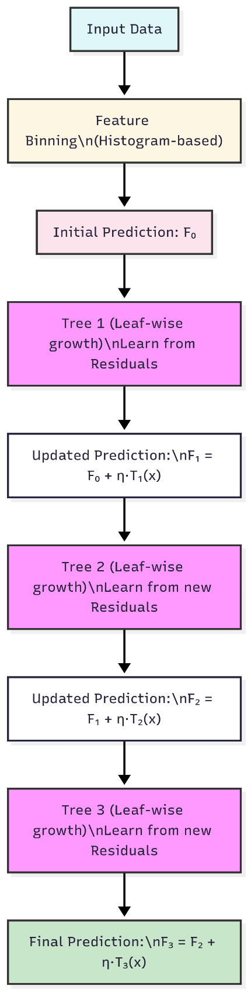 Input Data
Feature
Binning\n(Histogram-based)
Initial Prediction: F₀
Tree 1 (Leaf-wise
growth)\nLearn from
Residuals
Updated Prediction:\nF₁ =
F₀ + η·T₁(x)
Tree 2 (Leaf-wise
growth)\nLearn from new
Residuals
Updated Prediction:\nF₂ =
F₁ + η·T₂(x)
Tree 3 (Leaf-wise
growth)\nLearn from new
Residuals
Final Prediction:\nF₃ = F₂ +
η·T₃(x)